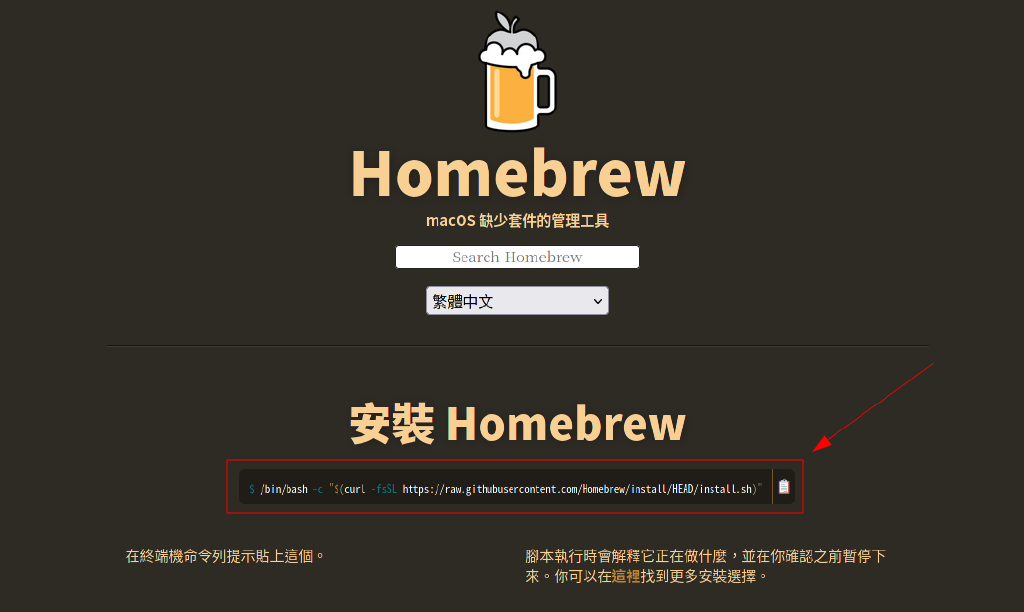 Homebrew
macOS 缺少套件的管理工具
Search Homebrew
繁體中文
安裝 Homebrew
$ /bin/bash -c "$(curl -fsSL https://raw.githubusercontent.com/Homebrew/install/HEAD/install.sh)"
在終端機命令列提示貼上這個。
腳本執行時會解釋它正在做什麼，並在你確認之前暫停下
來。你可以在這裡找到更多安裝選擇。